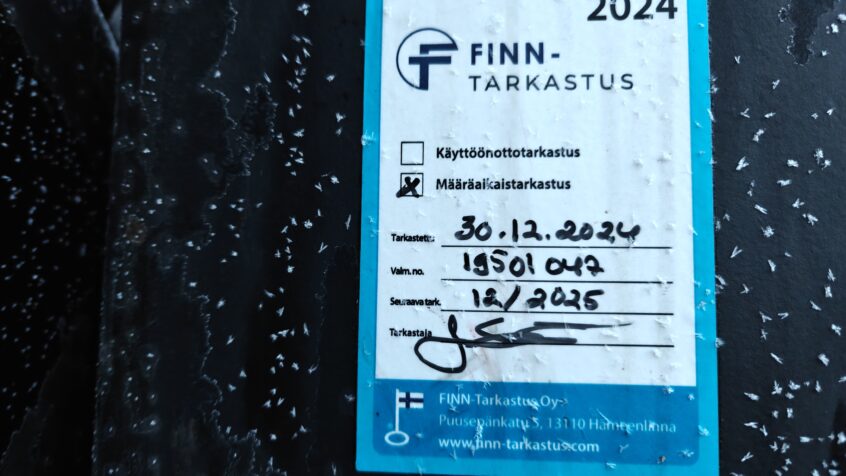 2024
FINN-
TARKASTUS
Käyttöönottotarkastus
Määräaikaistarkastus
Tarkastettu 30.12.2024
Valm. no. 19501047
Seuraava tark. 12/2025
Tarkastaja
FINN-Tarkastus Oy
Puusepänkatu 5, 13110 Hämeenlinna
www.finn-tarkastus.com